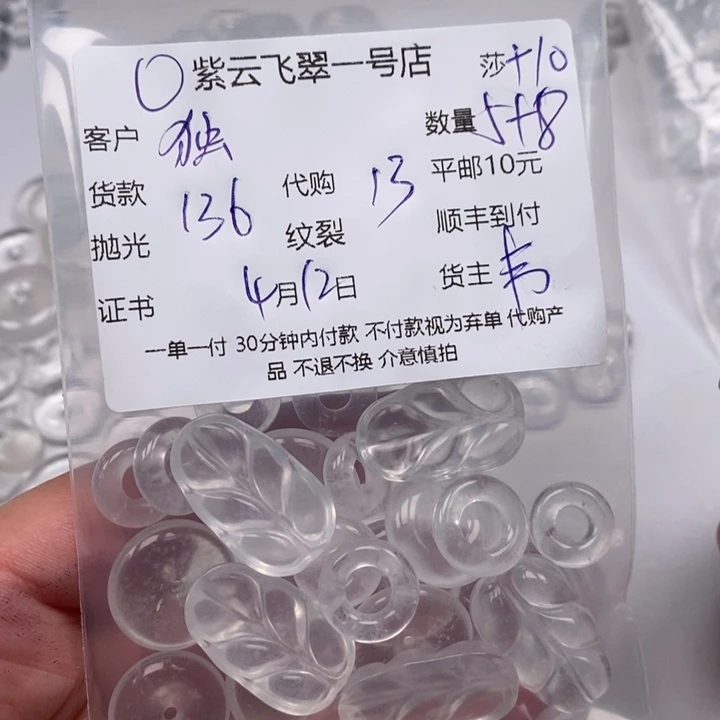 0 紫云飞翠一号店 莎+10
客户 独 数量 5+8
货款 136 代购 13 平邮10元
抛光 纹裂 顺丰到付
证书 4月12日 货主
一单一付 30分钟内付款 不付款视为弃单 代购产
品 不退不换 介意慎拍